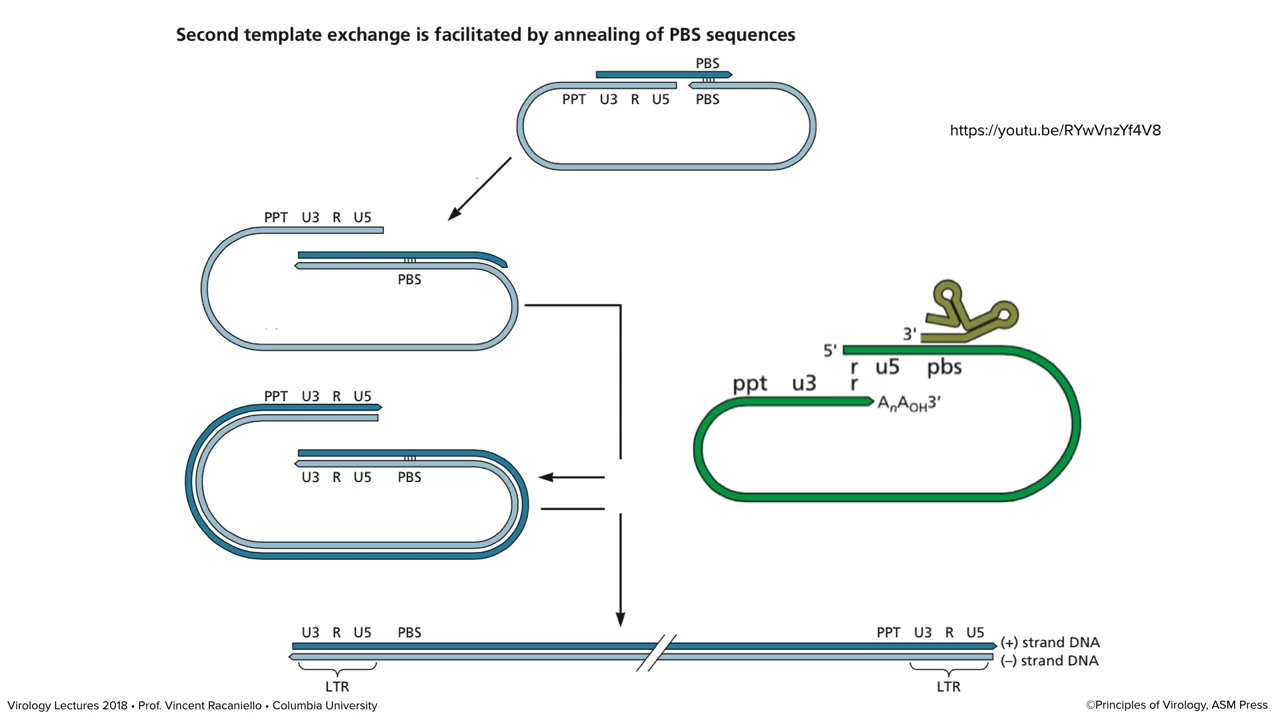 Second template exchange is facilitated by annealing of PBS sequences
PBS
PPT U3 R U5 PBS
https://youtu.be/RYwVnzYf4V8
PPT U3 R U5
PBS
3'
5'
r u5 pbs
ppt u3 r
AnAOH3′
PPT U3 R U5
U3 R U5 PBS
U3 R U5 PBS PPT U3 R U5
(+) strand DNA
(–) strand DNA
LTR LTR
Virology Lectures 2018 • Prof. Vincent Racaniello • Columbia University
©Principles of Virology, ASM Press